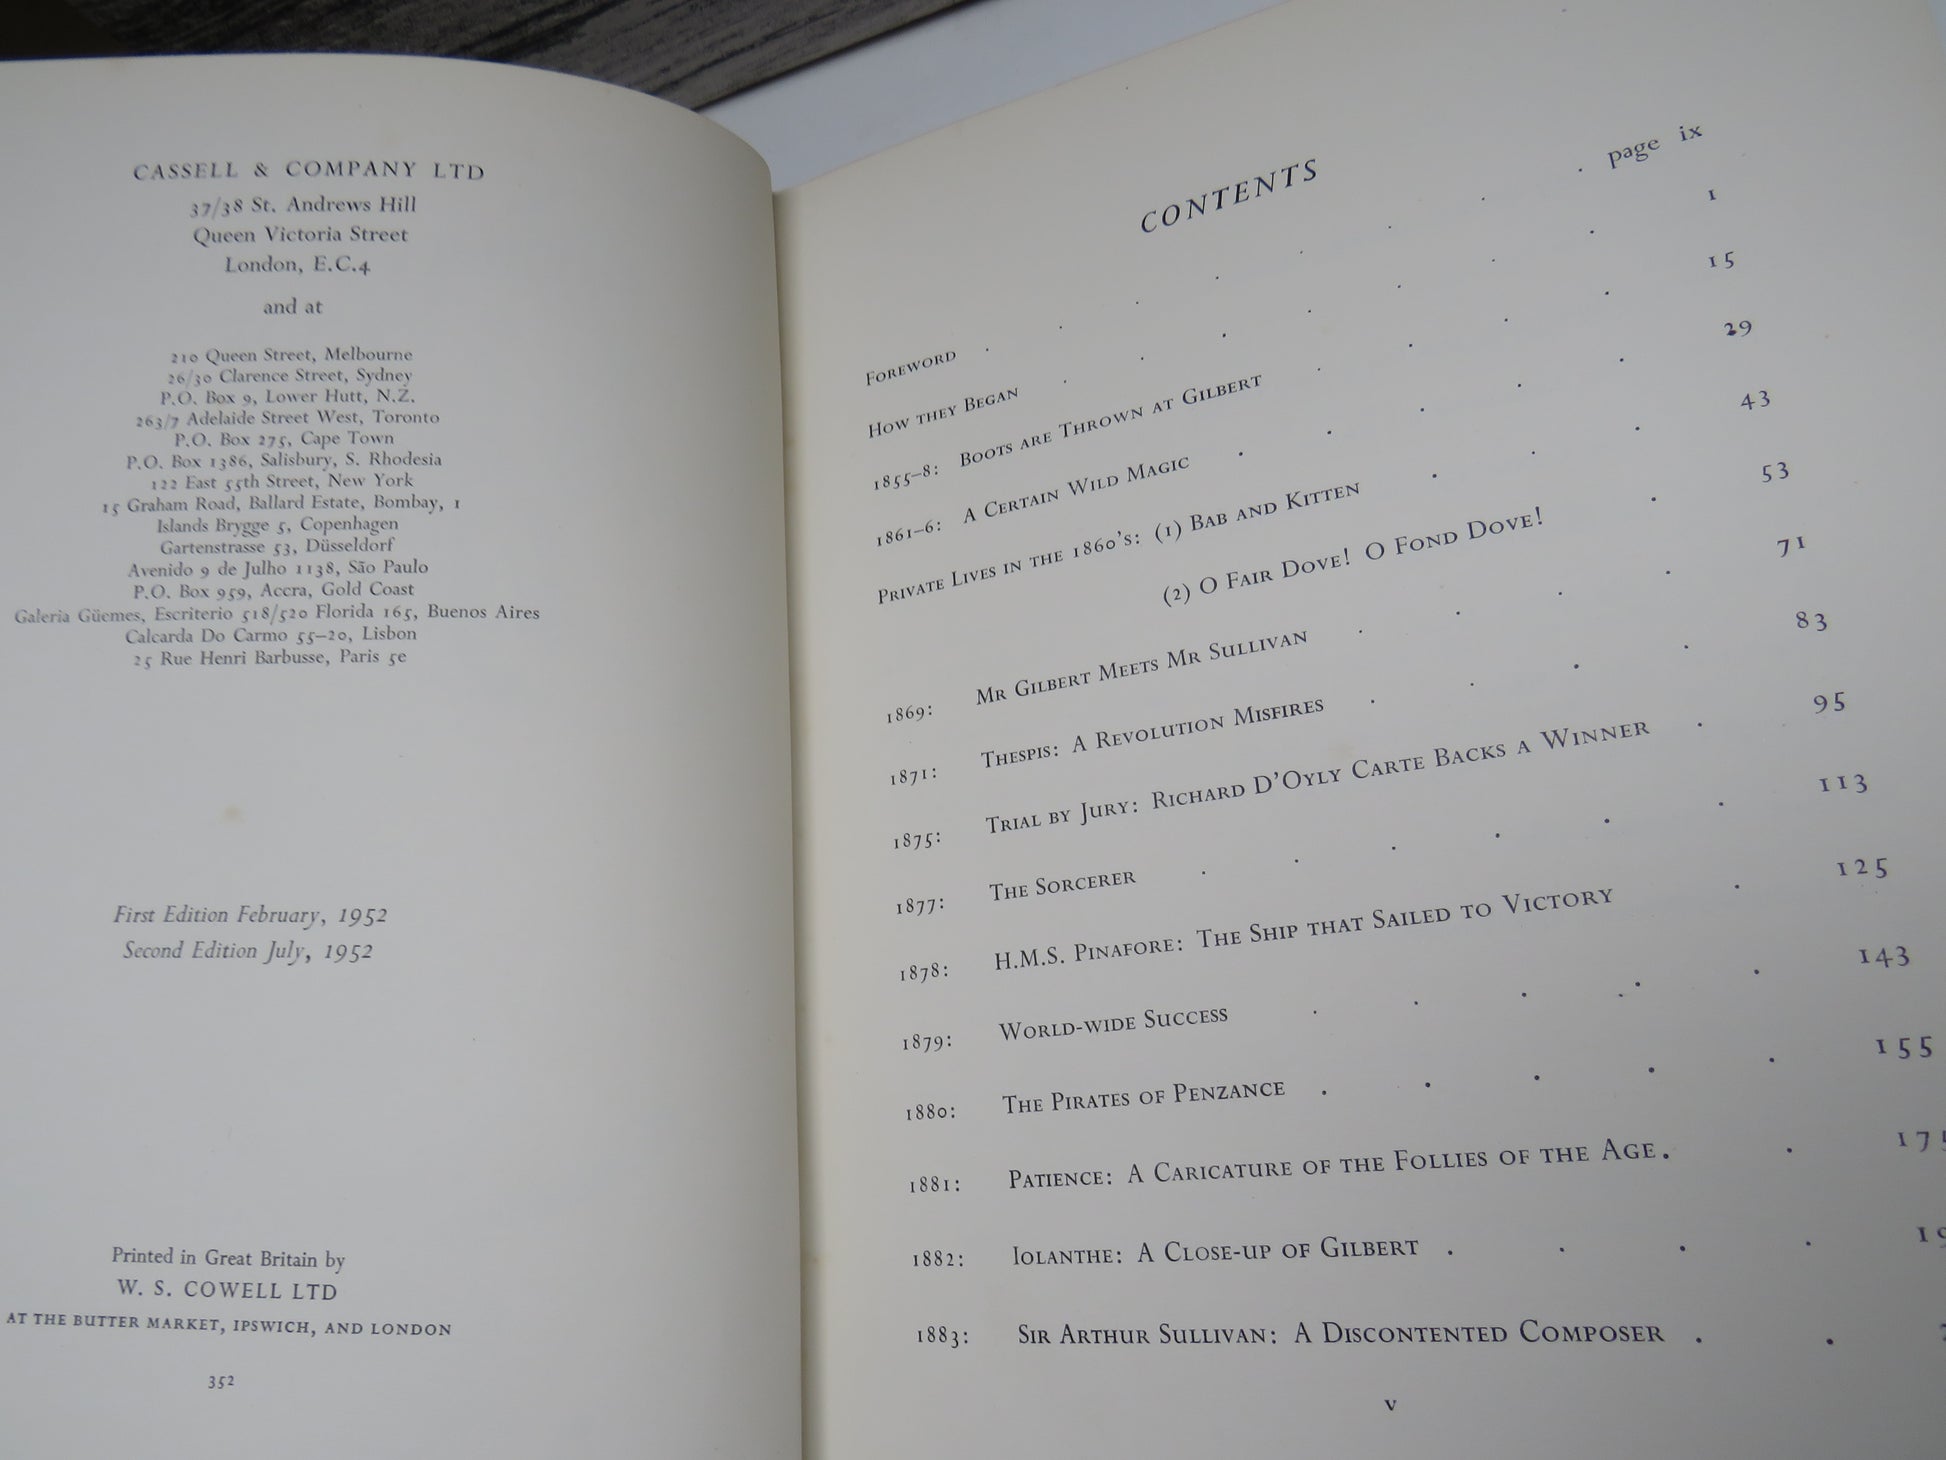 CASSELL & COMPANY LTD
37/38 St. Andrews Hill
Queen Victoria Street
London, E.C.4
and at
210 Queen Street, Melbourne
26/30 Clarence Street, Sydney
P.O. Box 9, Lower Hutt, N.Z.
263/7 Adelaide Street West, Toronto
P.O. Box 275, Cape Town
P.O. Box 1386, Salisbury, S. Rhodesia
122 East 55th Street, New York
15 Graham Road, Ballard Estate, Bombay, 1
Islands Brygge 5, Copenhagen
Gartenstrasse 53, Düsseldorf
Avenido 9 de Julho 1138, São Paulo
P.O. Box 959, Accra, Gold Coast
Galeria Güemes, Escriterio 518/520 Florida 165, Buenos Aires
Calcarda Do Carmo 55–20, Lisbon
25 Rue Henri Barbusse, Paris 5e
First Edition February, 1952
Second Edition July, 1952
Printed in Great Britain by
W. S. COWELL LTD
AT THE BUTTER MARKET, IPSWICH, AND LONDON
352
CONTENTS
FOREWORD . . . . . . . . page ix
HOW THEY BEGAN . . . . . . 1
1855–8: BOOTS ARE THROWN AT GILBERT . . . . 15
1861–6: A CERTAIN WILD MAGIC . . . . . 29
PRIVATE LIVES IN THE 1860'S: (1) BAB AND KITTEN . . . 43
(2) O FAIR DOVE! O FOND DOVE! . 53
1869: MR GILBERT MEETS MR SULLIVAN . . . . 71
1871: THESPIS: A REVOLUTION MISFIRES . . . . 83
1875: TRIAL BY JURY: RICHARD D'OYLY CARTE BACKS A WINNER . 95
1877: THE SORCERER . . . . . . 113
1878: H.M.S. PINAFORE: THE SHIP THAT SAILED TO VICTORY . 125
1879: WORLD-WIDE SUCCESS . . . . . 143
1880: THE PIRATES OF PENZANCE . . . . . 155
1881: PATIENCE: A CARICATURE OF THE FOLLIES OF THE AGE . . 175
1882: IOLANTHE: A CLOSE-UP OF GILBERT . . . .
1883: SIR ARTHUR SULLIVAN: A DISCONTENTED COMPOSER . .
v